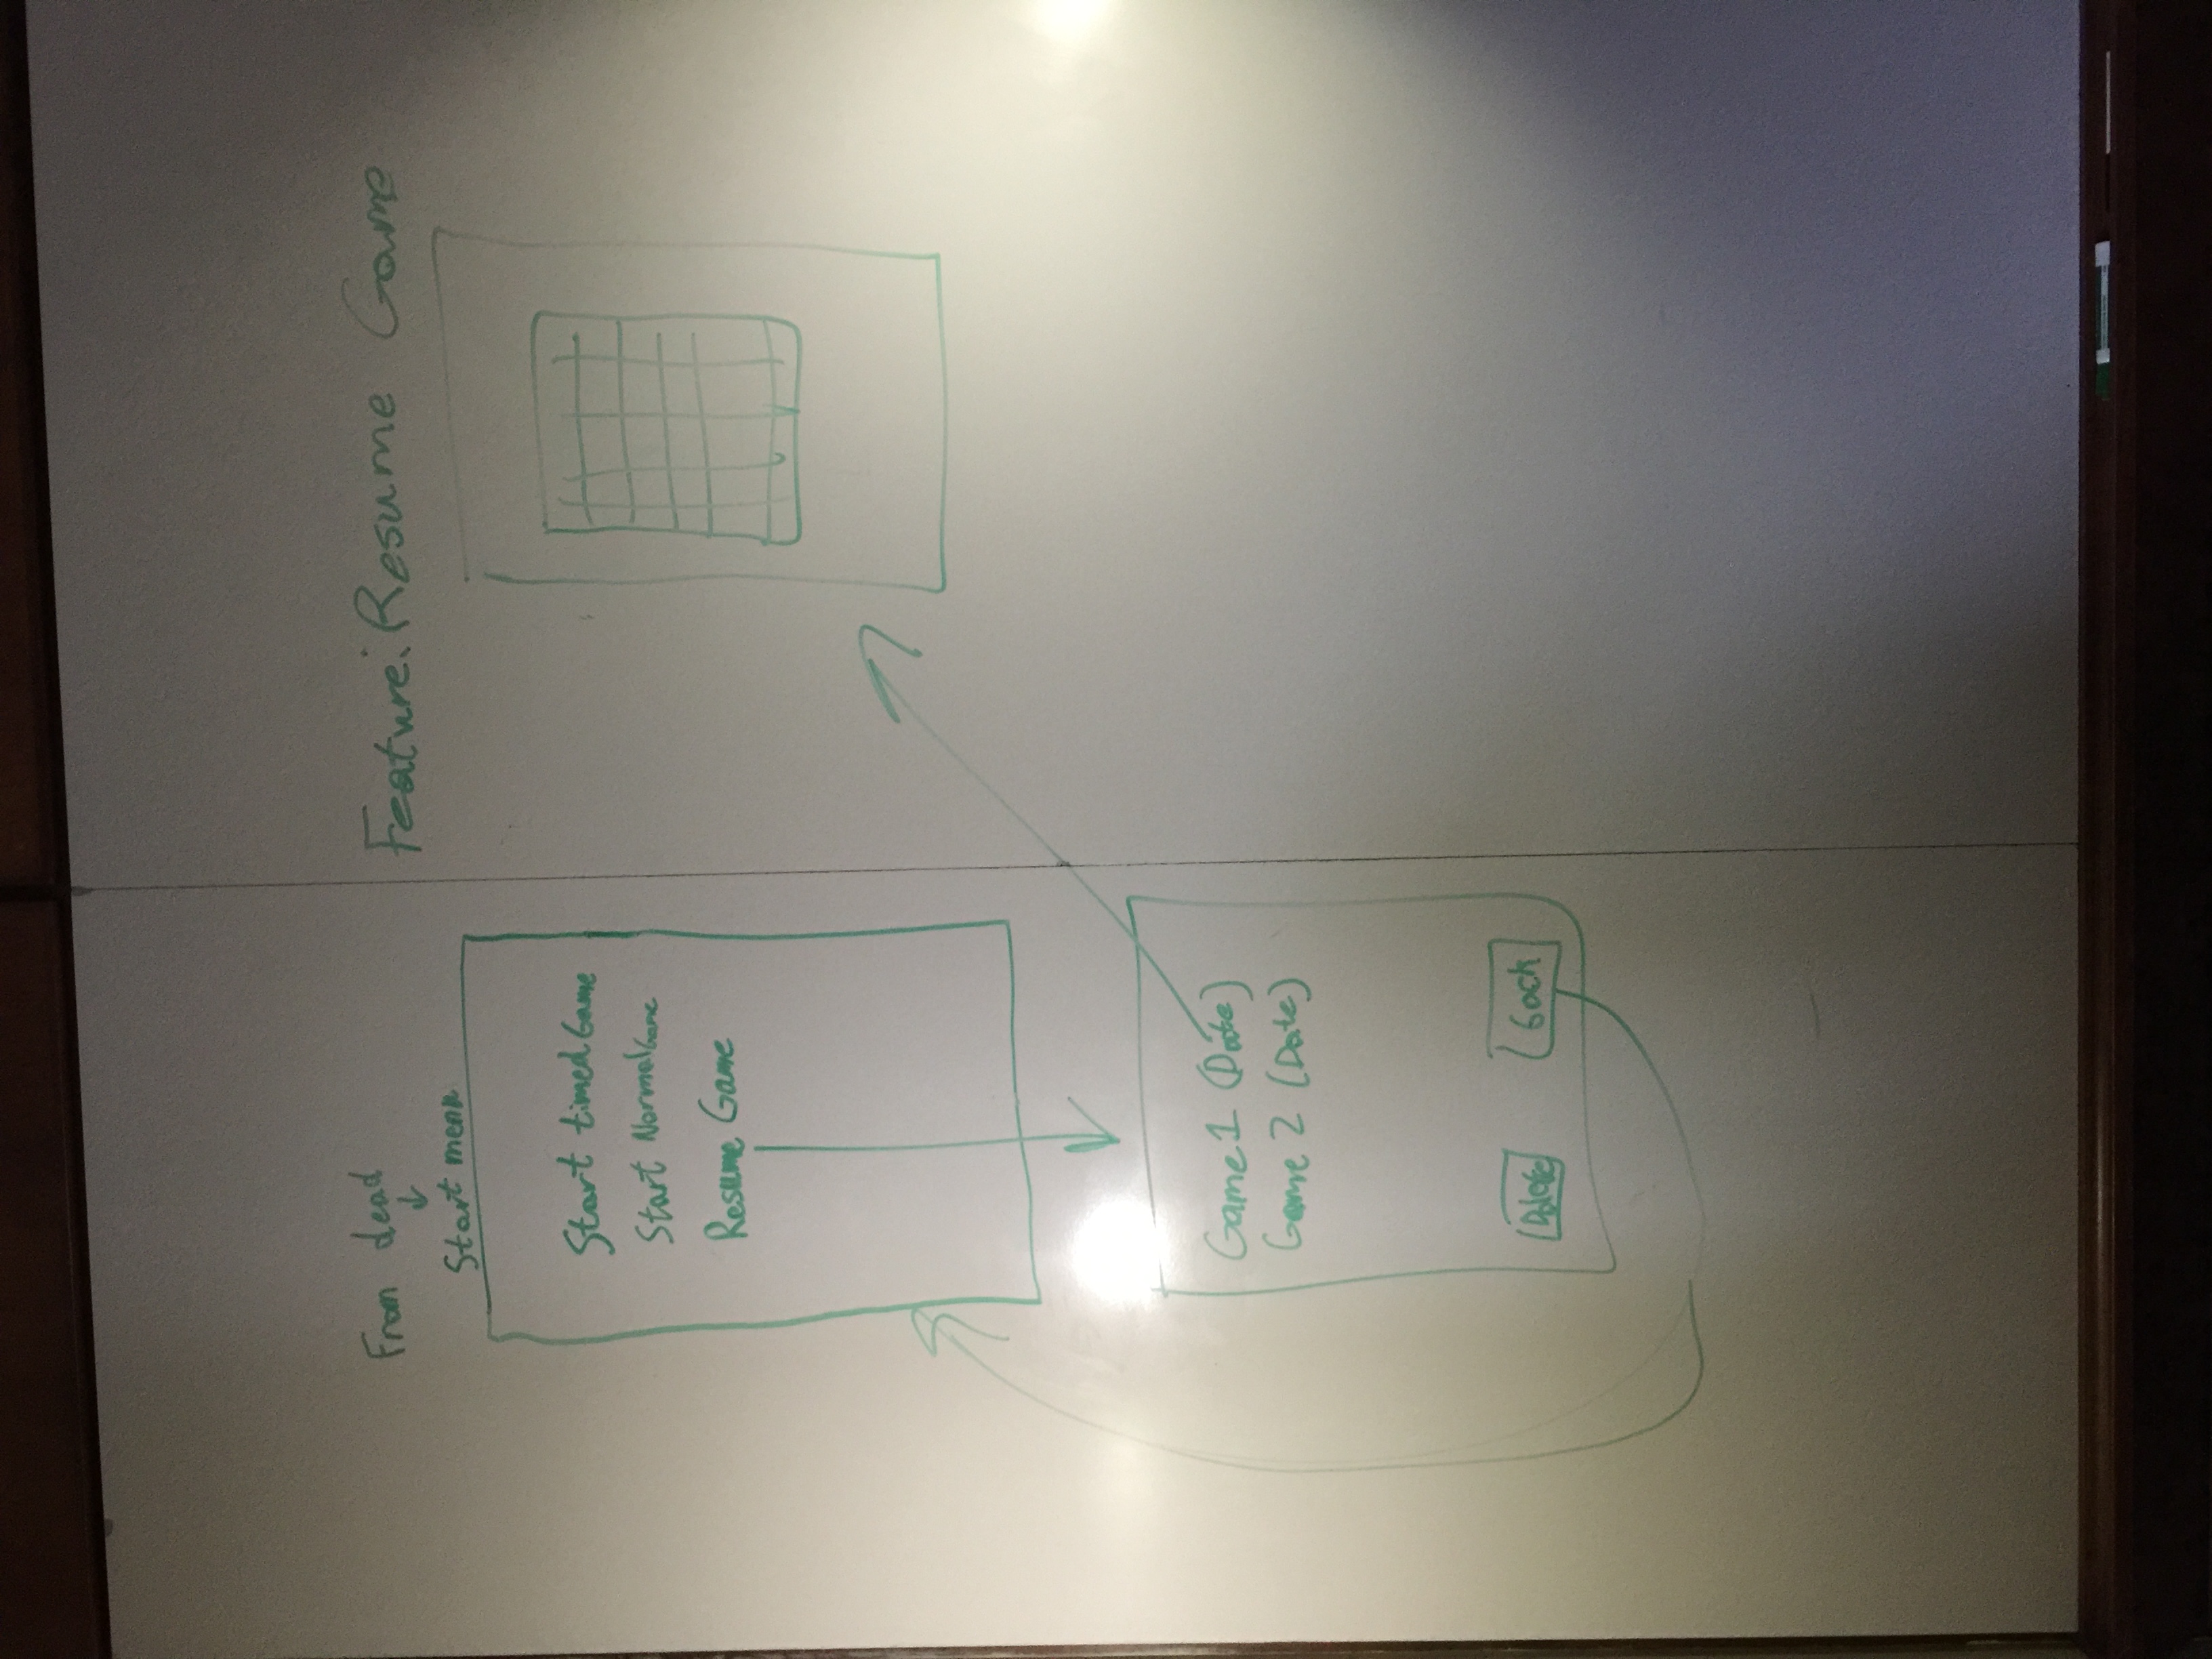 From dead
Start menu
Start timed Game
Start Normal Game
Resume Game
Game 1 (Date)
Game 2 (Date)
Delete
back
Feature: Resume Game